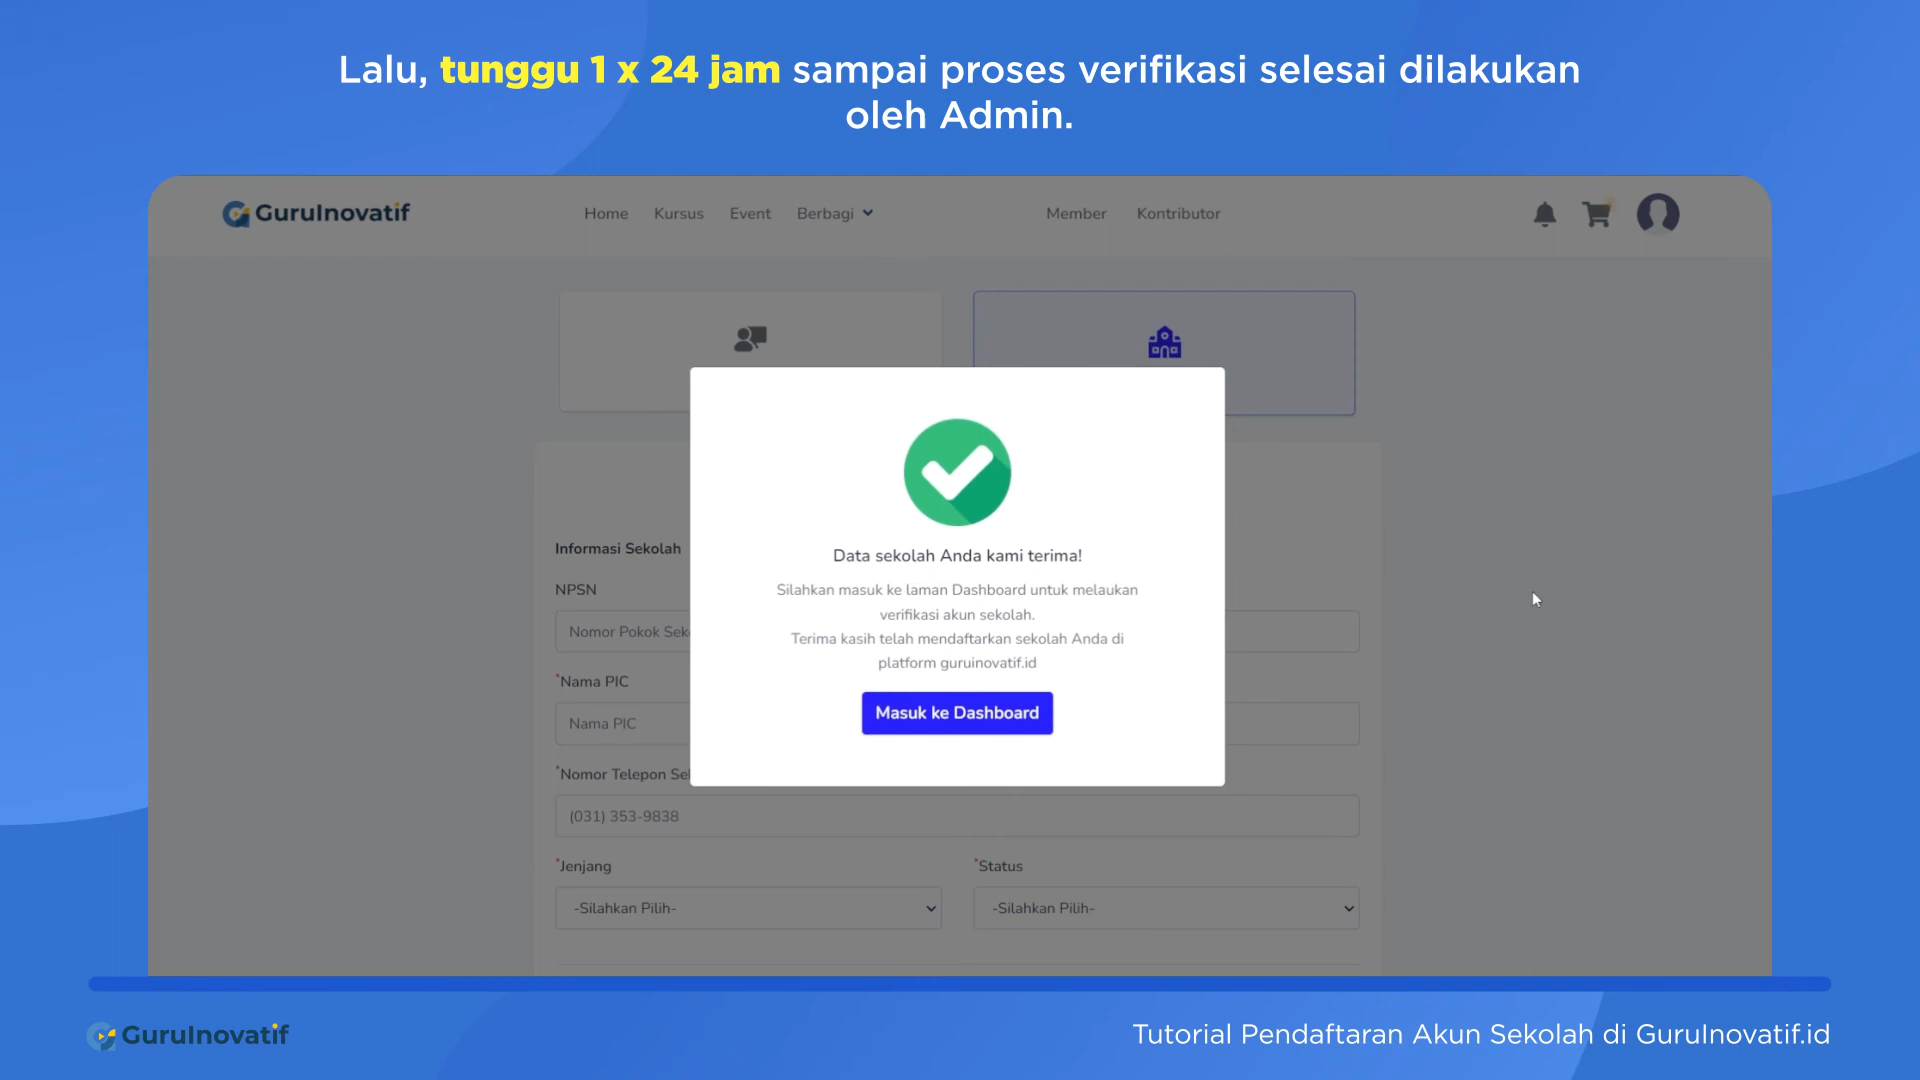 Lalu, tunggu 1 x 24 jam sampai proses verifikasi selesai dilakukan
oleh Admin.
GuruInovatif
Home
Kursus
Event
Berbagi
Member
Kontributor
Data sekolah Anda kami terima!
Silahkan masuk ke laman Dashboard untuk melaukan
verifikasi akun sekolah.
Terima kasih telah mendaftarkan sekolah Anda di
platform guruinovatif.id
Masuk ke Dashboard
Informasi Sekolah
NPSN
Nomor Pokok Sek
*Nama PIC
Nama PIC
*Nomor Telepon Se
(031) 353-9838
*Jenjang
*Status
-Silahkan Pilih-
-Silahkan Pilih-
GuruInovatif
Tutorial Pendaftaran Akun Sekolah di GuruInovatif.id